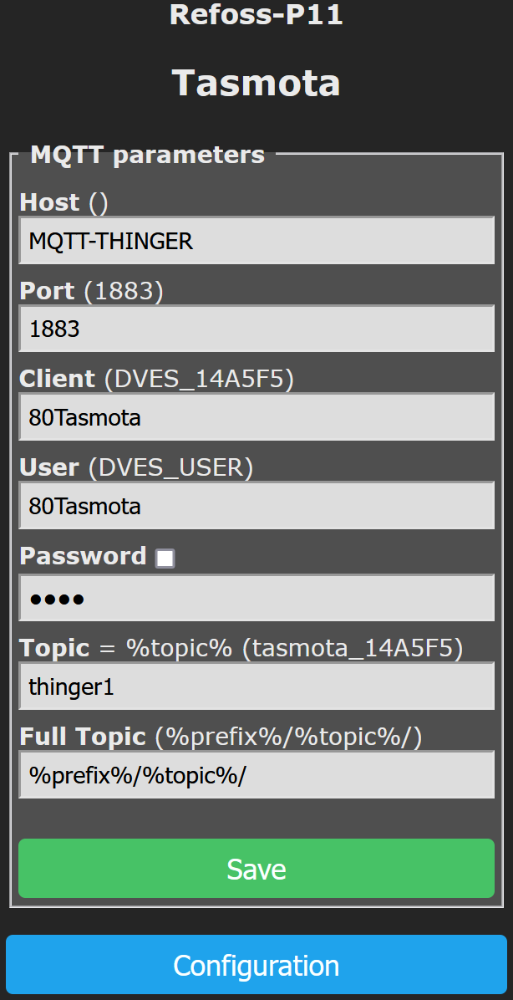 Refoss-P11
Tasmota
MQTT parameters
Host ()
MQTT-THINGER
Port (1883)
1883
Client (DVES_14A5F5)
80Tasmota
User (DVES_USER)
80Tasmota
Password
●●●●
Topic = %topic% (tasmota_14A5F5)
thinger1
Full Topic (%prefix%/%topic%/)
%prefix%/%topic%/
Save
Configuration